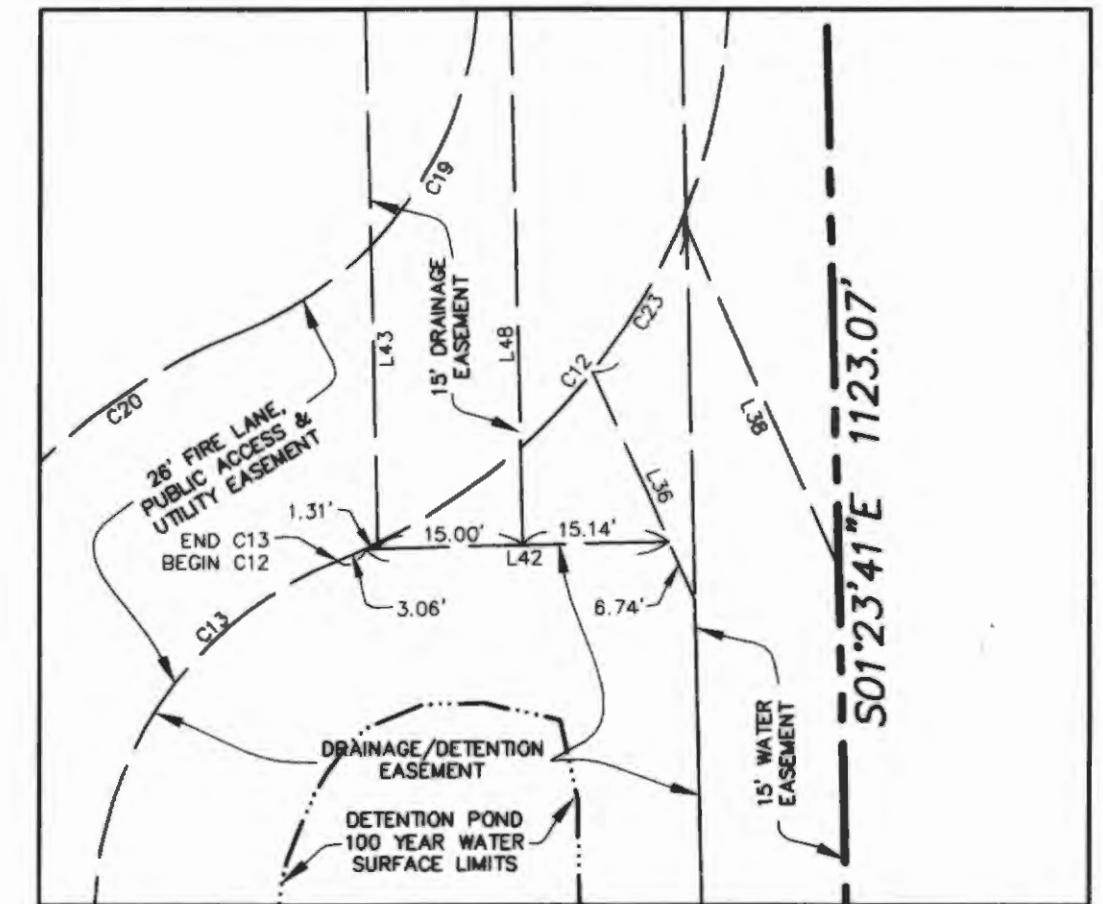 C19
C20
26' FIRE LANE,
PUBLIC ACCESS &
UTILITY EASEMENT
L43
15' DRAINAGE
EASEMENT
L48
C12
C23
L38
L36
S01°23'41"E 1123.07'
1.31'
END C13
BEGIN C12
15.00'
15.14'
L42
3.06'
6.74'
C13
DRAINAGE/DETENTION
EASEMENT
15' WATER
EASEMENT
DETENTION POND
100 YEAR WATER
SURFACE LIMITS